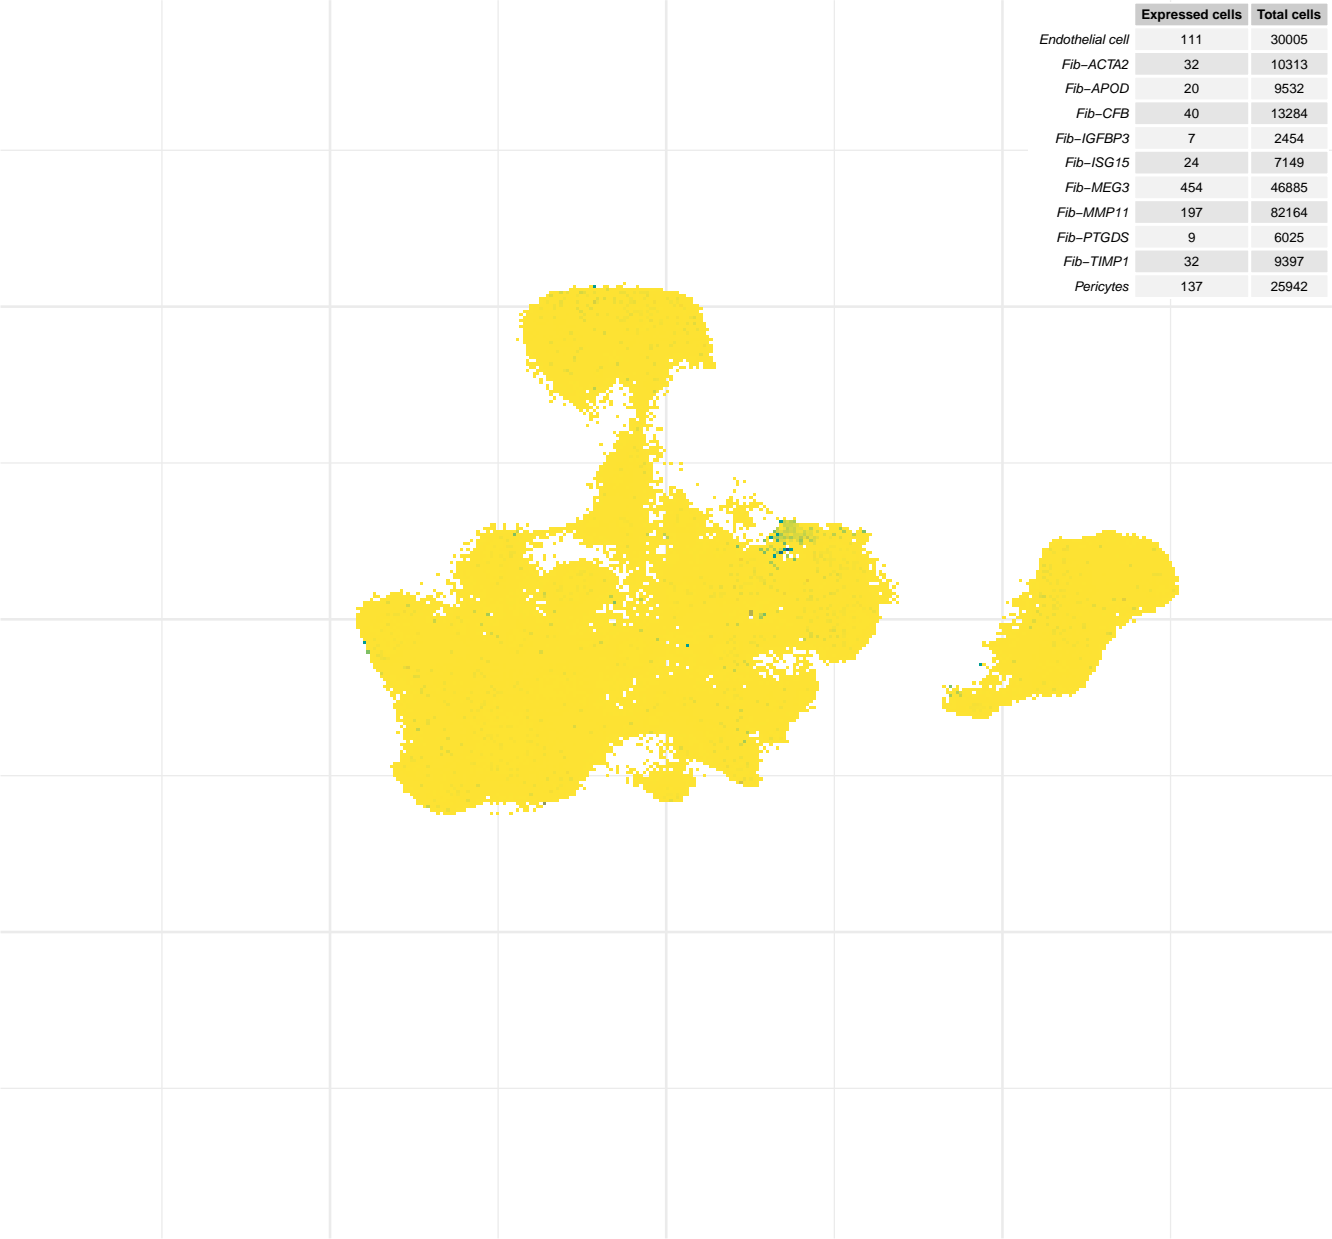 Expressed cells Total cells
Endothelial cell 111 30005
Fib−ACTA2 32 10313
Fib−APOD 20 9532
Fib−CFB 40 13284
Fib−IGFBP3 7 2454
Fib−ISG15 24 7149
Fib−MEG3 454 46885
Fib−MMP11 197 82164
Fib−PTGDS 9 6025
Fib−TIMP1 32 9397
Pericytes 137 25942